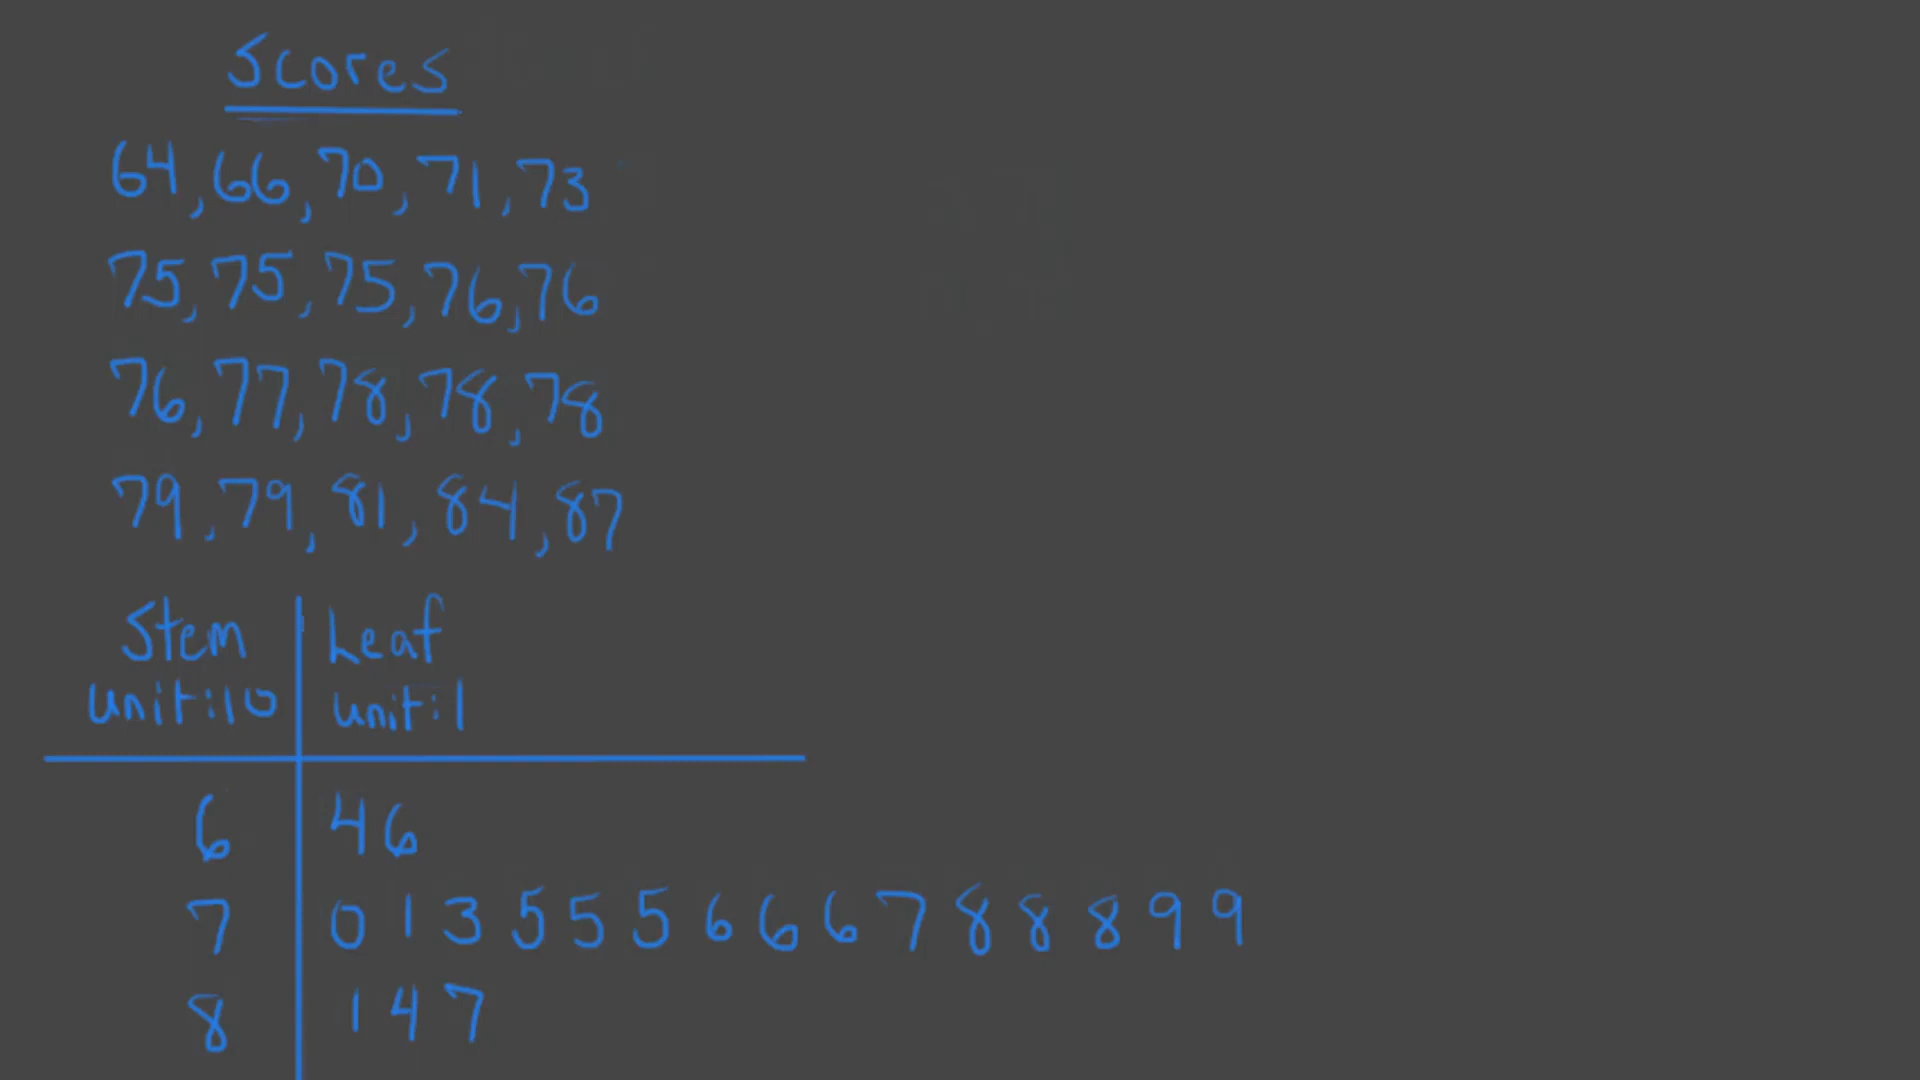 Scores
64, 66, 70, 71, 73
75, 75, 75, 76, 76
76, 77, 78, 78, 78
79, 79, 81, 84, 87
Stem Leaf
unit:10 unit:1
6 4 6
7 0 1 3 5 5 5 6 6 6 7 8 8 8 9 9
8 1 4 7